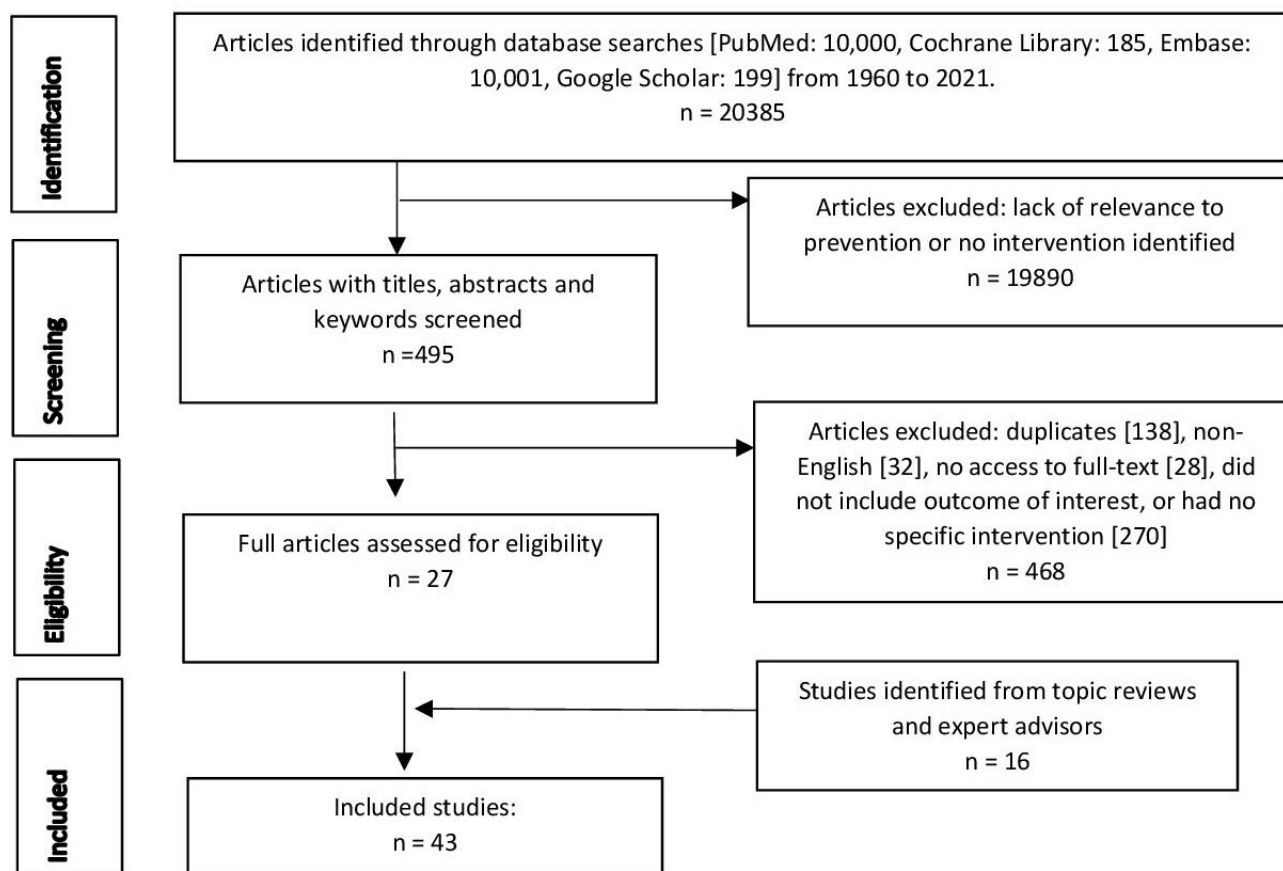 Identification
Articles identified through database searches [PubMed: 10,000, Cochrane Library: 185, Embase:
10,001, Google Scholar: 199] from 1960 to 2021.
n = 20385
Articles excluded: lack of relevance to
prevention or no intervention identified
n = 19890
Screening
Articles with titles, abstracts and
keywords screened
n =495
Articles excluded: duplicates [138], non-
English [32], no access to full-text [28], did
not include outcome of interest, or had no
specific intervention [270]
n = 468
Eligibility
Full articles assessed for eligibility
n = 27
Studies identified from topic reviews
and expert advisors
n = 16
Included
Included studies:
n = 43